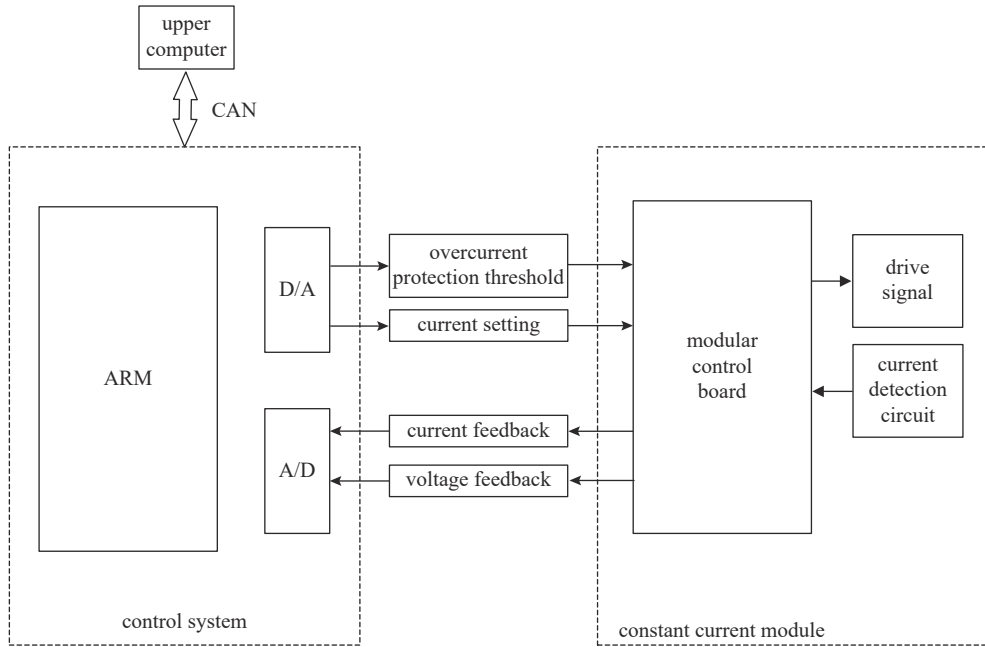 upper
computer
CAN
ARM
D/A
A/D
control system
overcurrent
protection threshold
current setting
current feedback
voltage feedback
modular
control
board
drive
signal
current
detection
circuit
constant current module